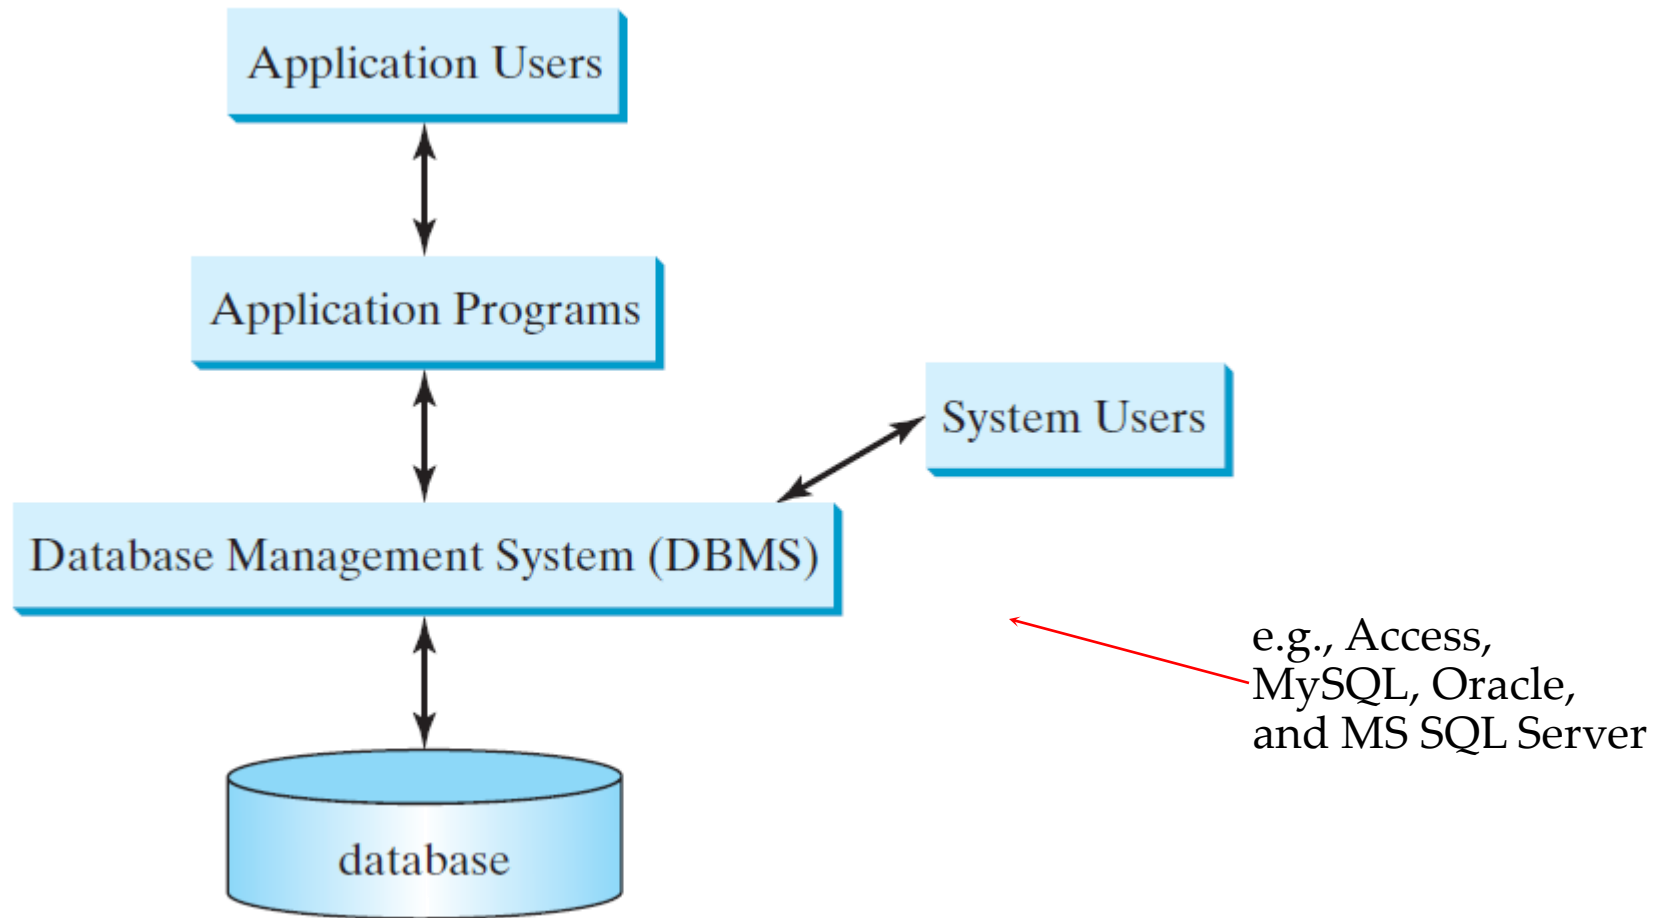 Application Users
Application Programs
System Users
Database Management System (DBMS)
e.g., Access,
MySQL, Oracle,
and MS SQL Server
database